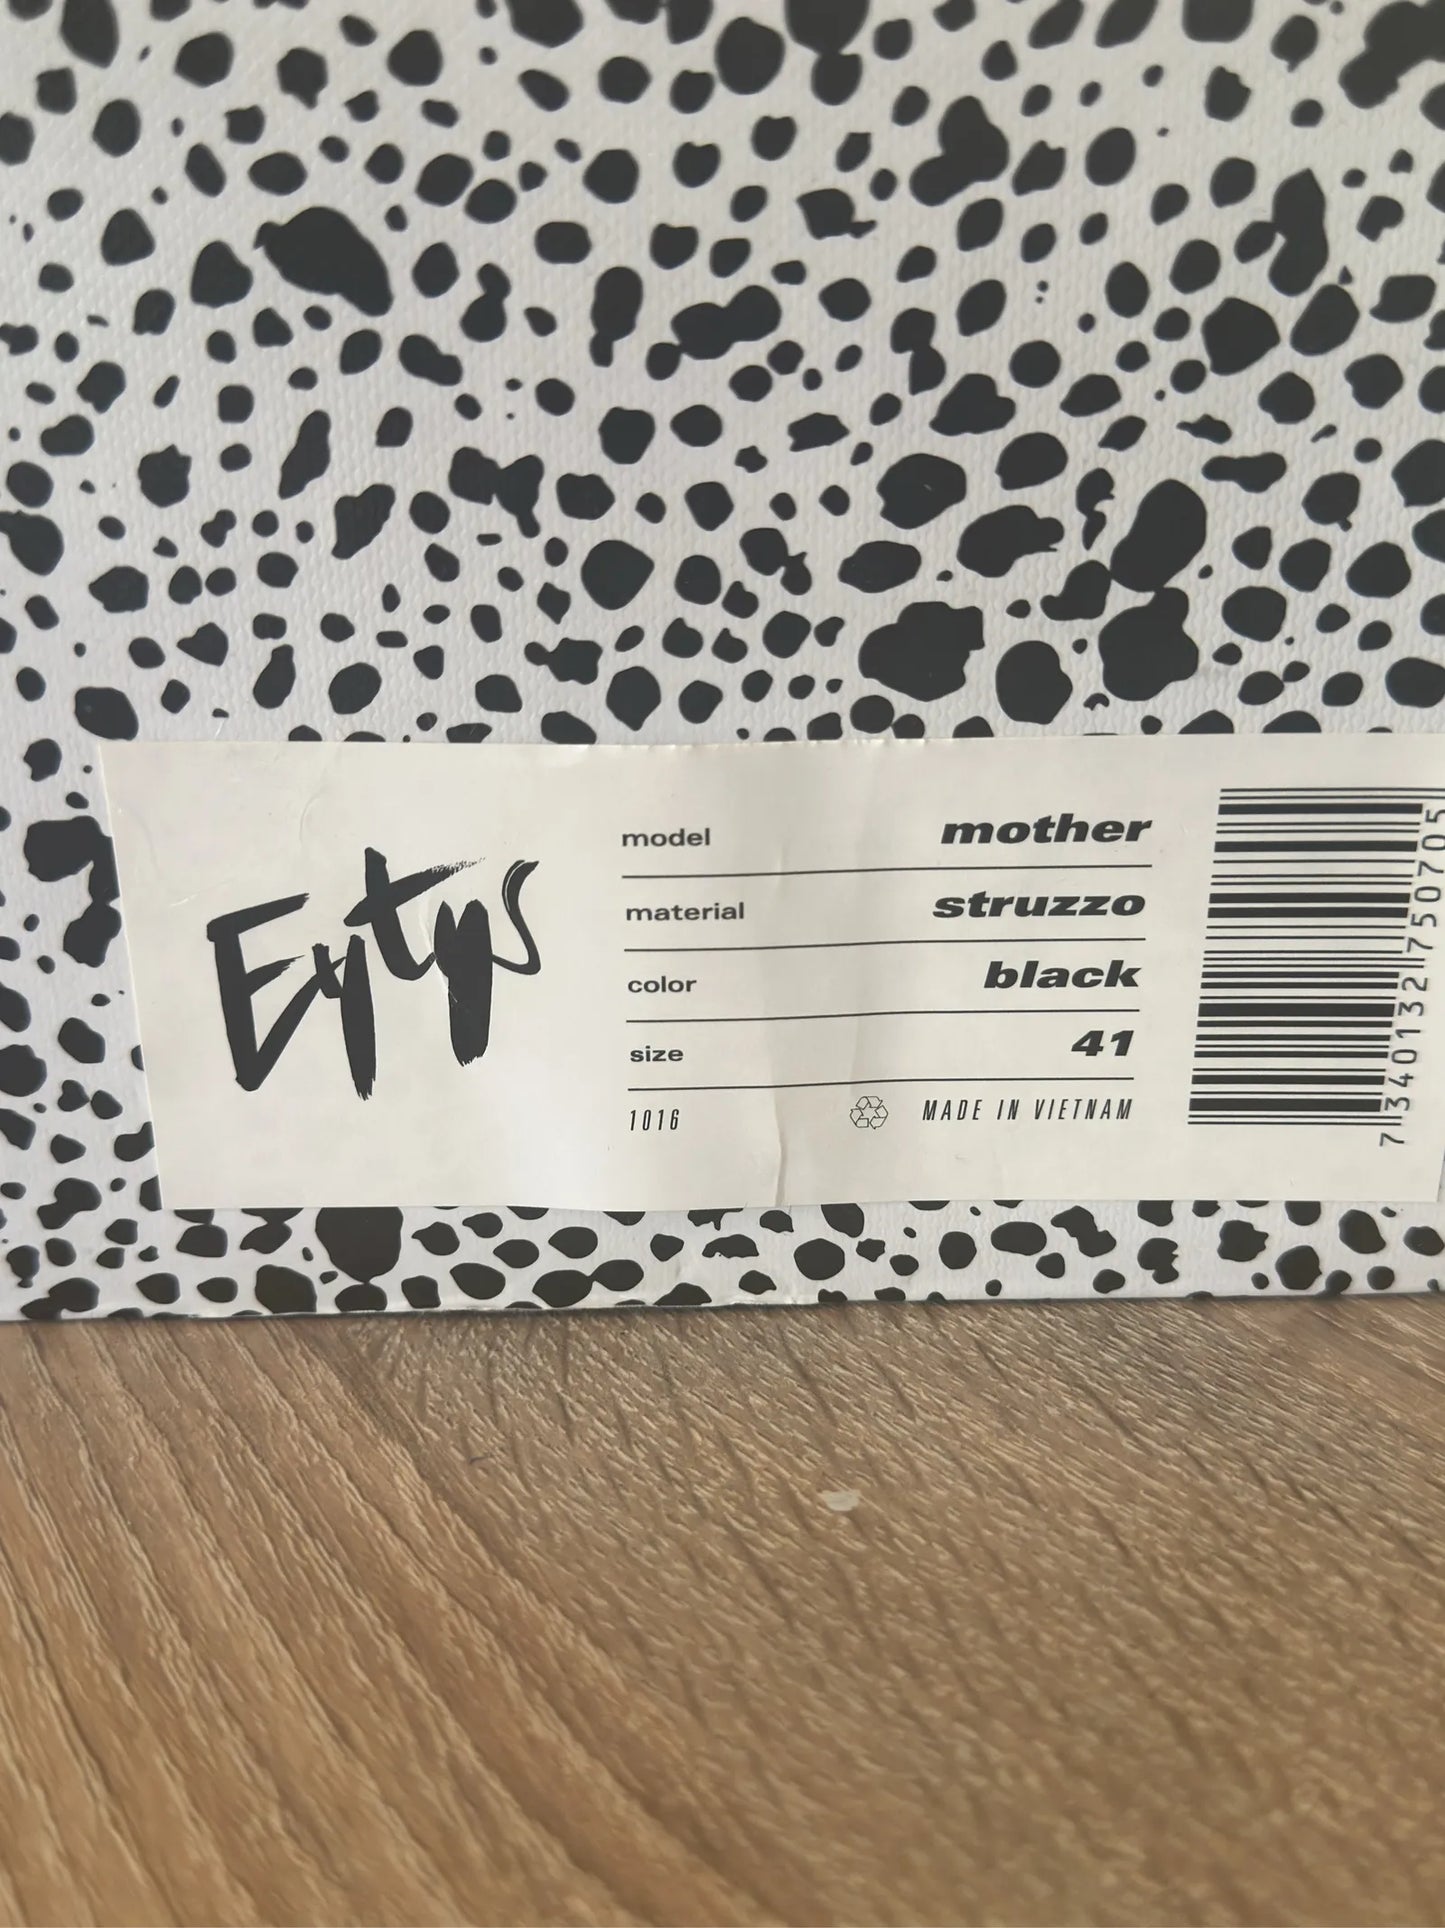 Eytys
model mother
material struzzo
color black
size 41
1016 MADE IN VIETNAM
7340132750705